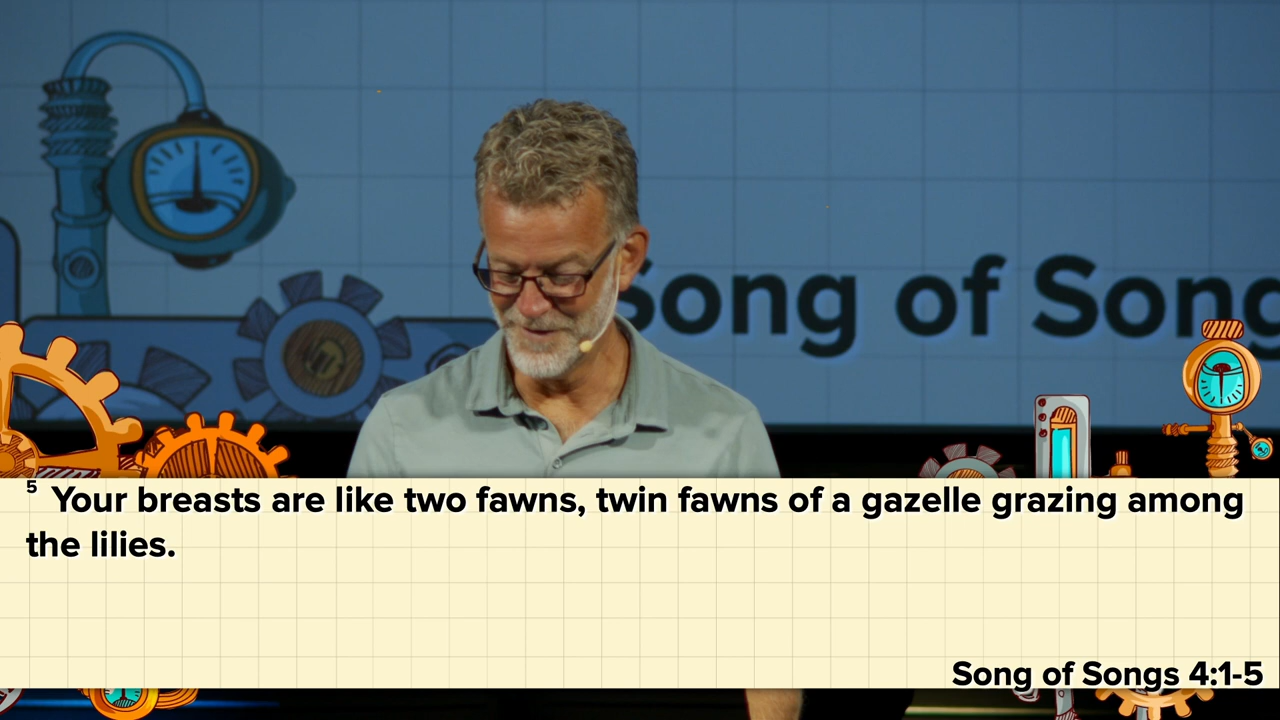 Song of Song
5 Your breasts are like two fawns, twin fawns of a gazelle grazing among
the lilies.
Song of Songs 4:1-5